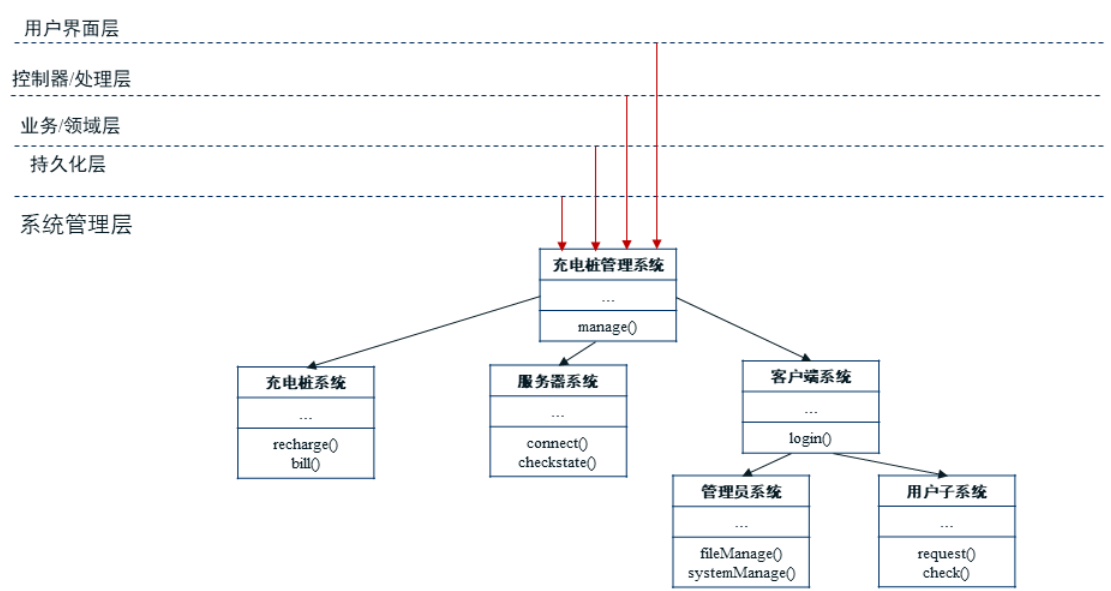 用户界面层
控制器/处理层
业务/领域层
持久化层
系统管理层
充电桩管理系统
...
manage()
充电桩系统
...
recharge()
bill()
服务器系统
...
connect()
checkstate()
客户端系统
...
login()
管理员系统
...
fileManage()
systemManage()
用户子系统
...
request()
check()